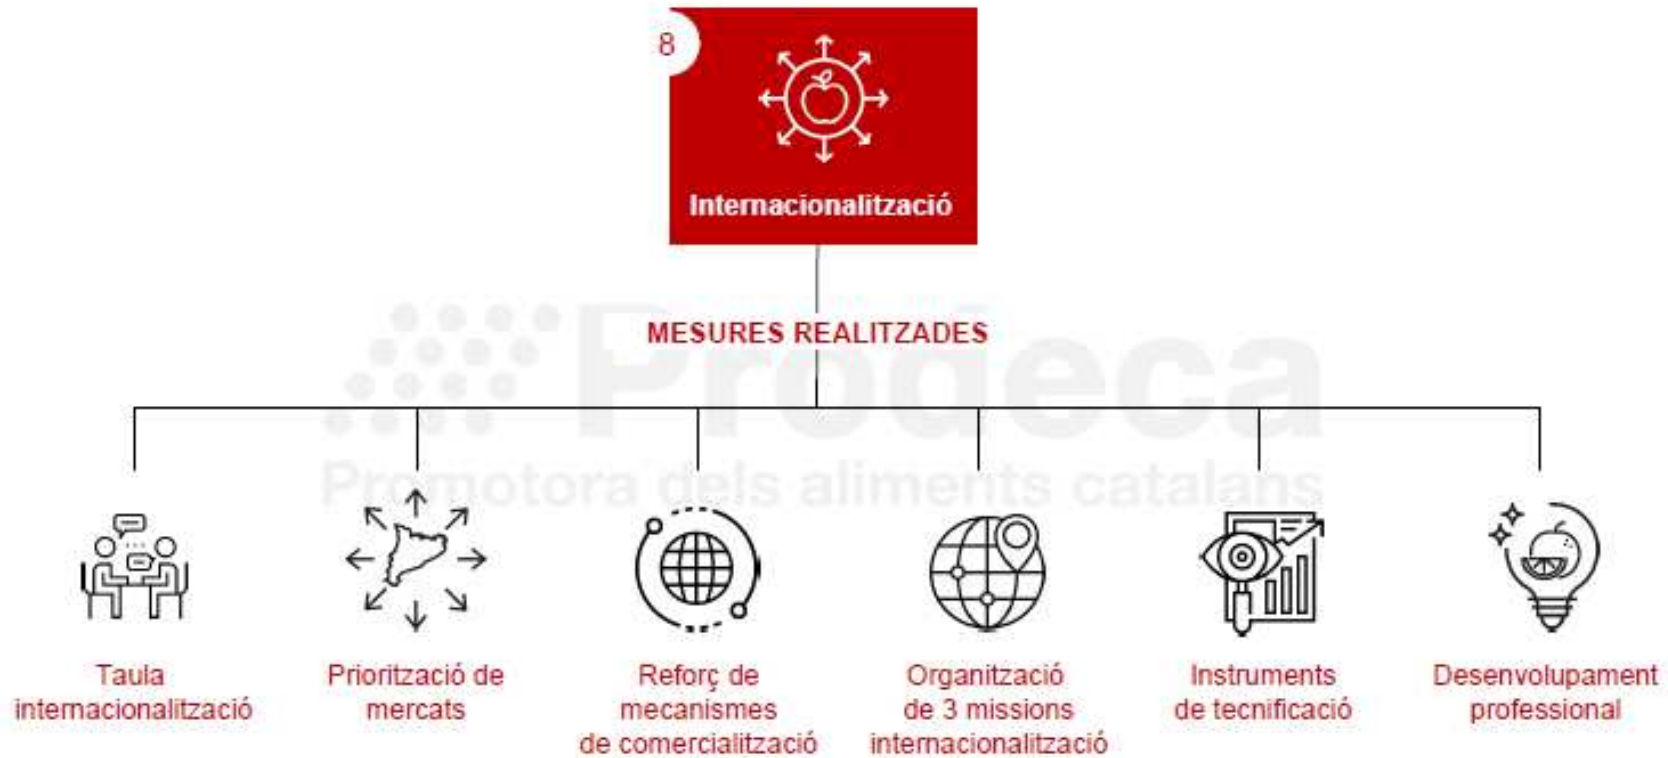 8
Internacionalització
MESURES REALITZADES
Prodeca
Promotora dels aliments catalans
Taula
internacionalització
Priorització de
mercats
Reforç de
mecanismes
de comercialització
Organització
de 3 missions
internacionalització
Instruments
de tecnificació
Desenvolupament
professional